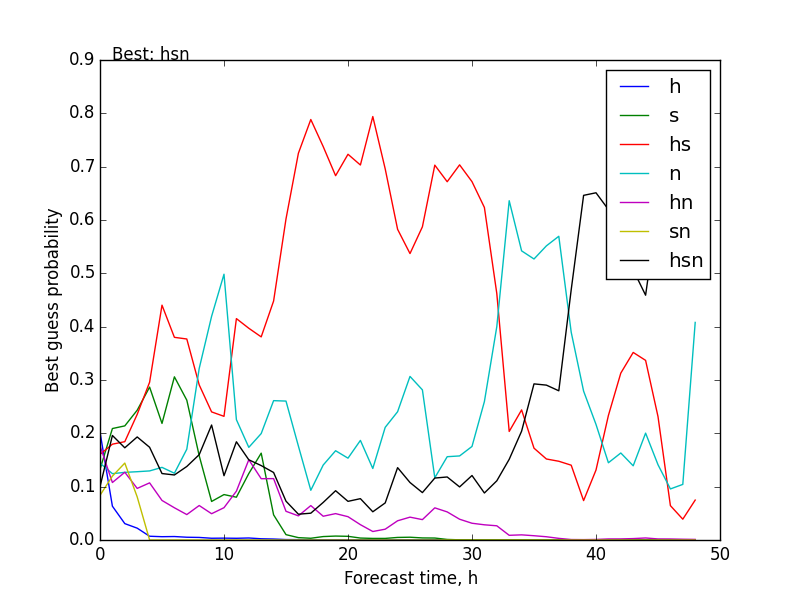 Best: hsn
0.9
0.8
0.7
0.6
0.5
0.4
0.3
0.2
0.1
0.0
Best guess probability
h
s
hs
n
hn
sn
hsn
0 10 20 30 40 50
Forecast time, h